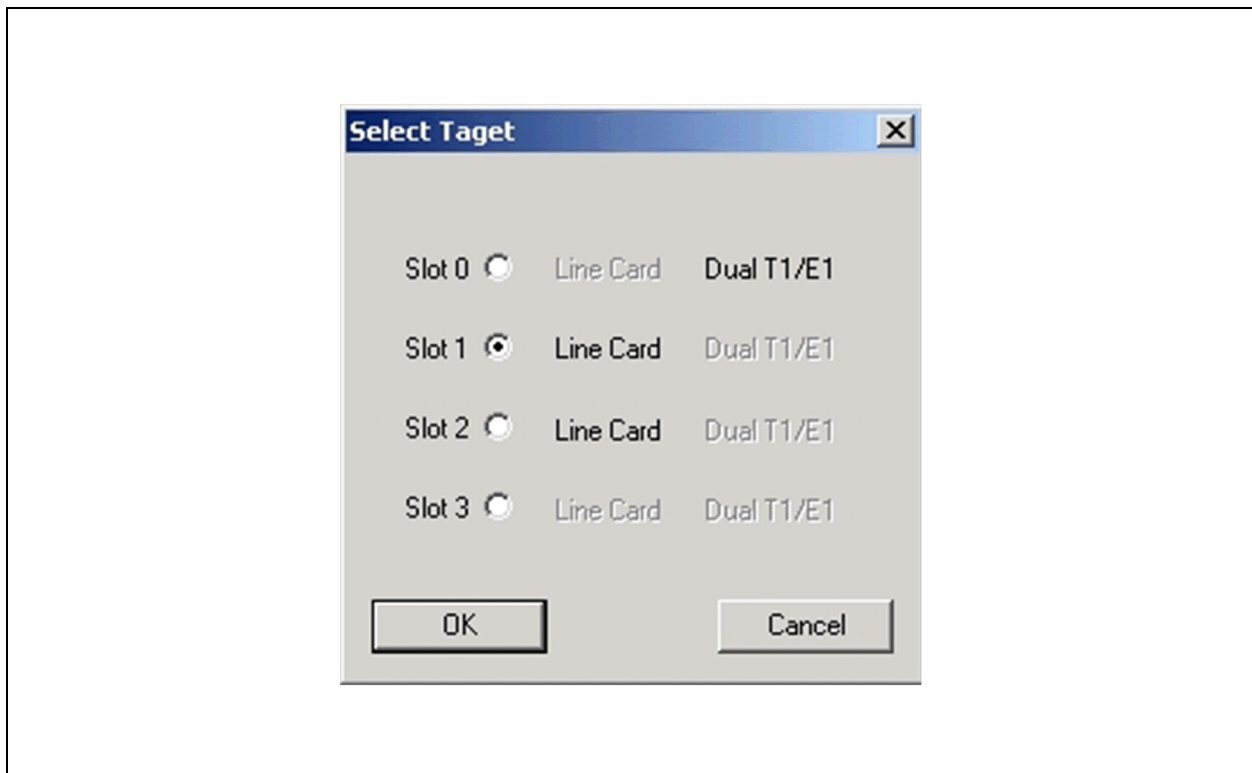 Select Taget
Slot 0 Line Card Dual T1/E1
Slot 1 Line Card Dual T1/E1
Slot 2 Line Card Dual T1/E1
Slot 3 Line Card Dual T1/E1
OK Cancel